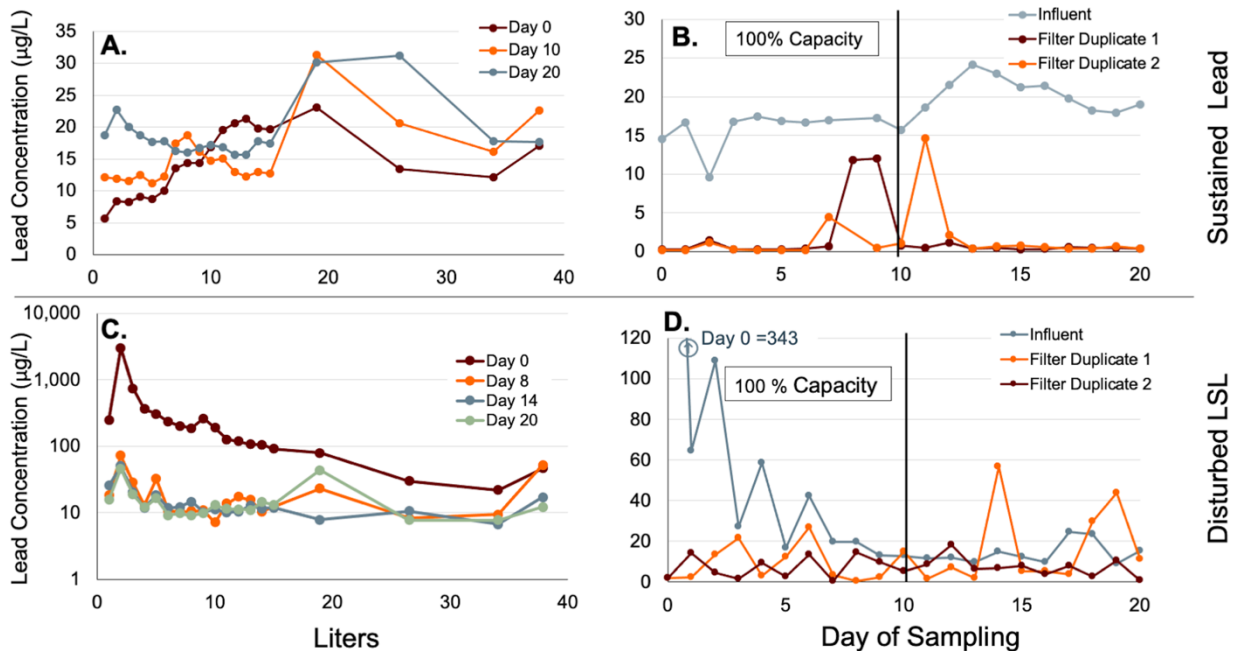 A.
Lead Concentration (µg/L)
35
30
25
20
15
10
5
0
0
10
20
30
40
Day 0
Day 10
Day 20
B.
100% Capacity
30
25
20
15
10
5
0
0
5
10
15
20
Influent
Filter Duplicate 1
Filter Duplicate 2
Sustained Lead
C.
Lead Concentration (µg/L)
10,000
1,000
100
10
1
0
10
20
30
40
Liters
Day 0
Day 8
Day 14
Day 20
D.
Day 0 =343
100 % Capacity
120
100
80
60
40
20
0
0
5
10
15
20
Day of Sampling
Influent
Filter Duplicate 1
Filter Duplicate 2
Disturbed LSL